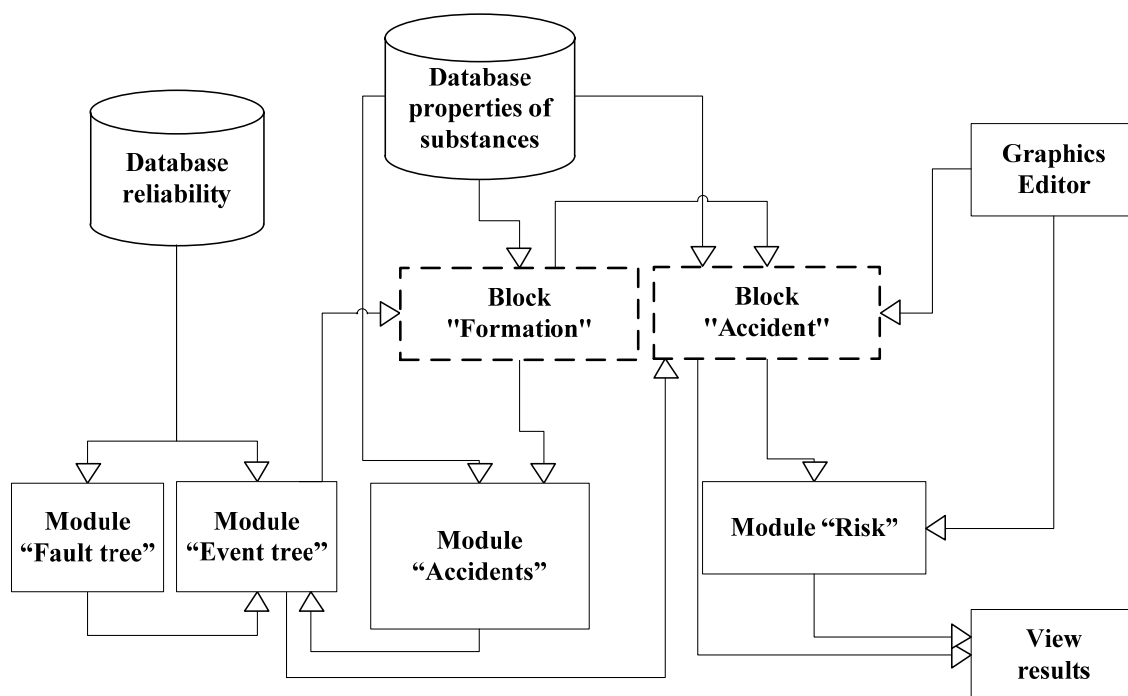 Database
properties of
substances
Database
reliability
Graphics
Editor
Block
"Formation"
Block
"Accident"
Module
“Fault tree”
Module
“Event tree”
Module
“Accidents”
Module “Risk”
View
results